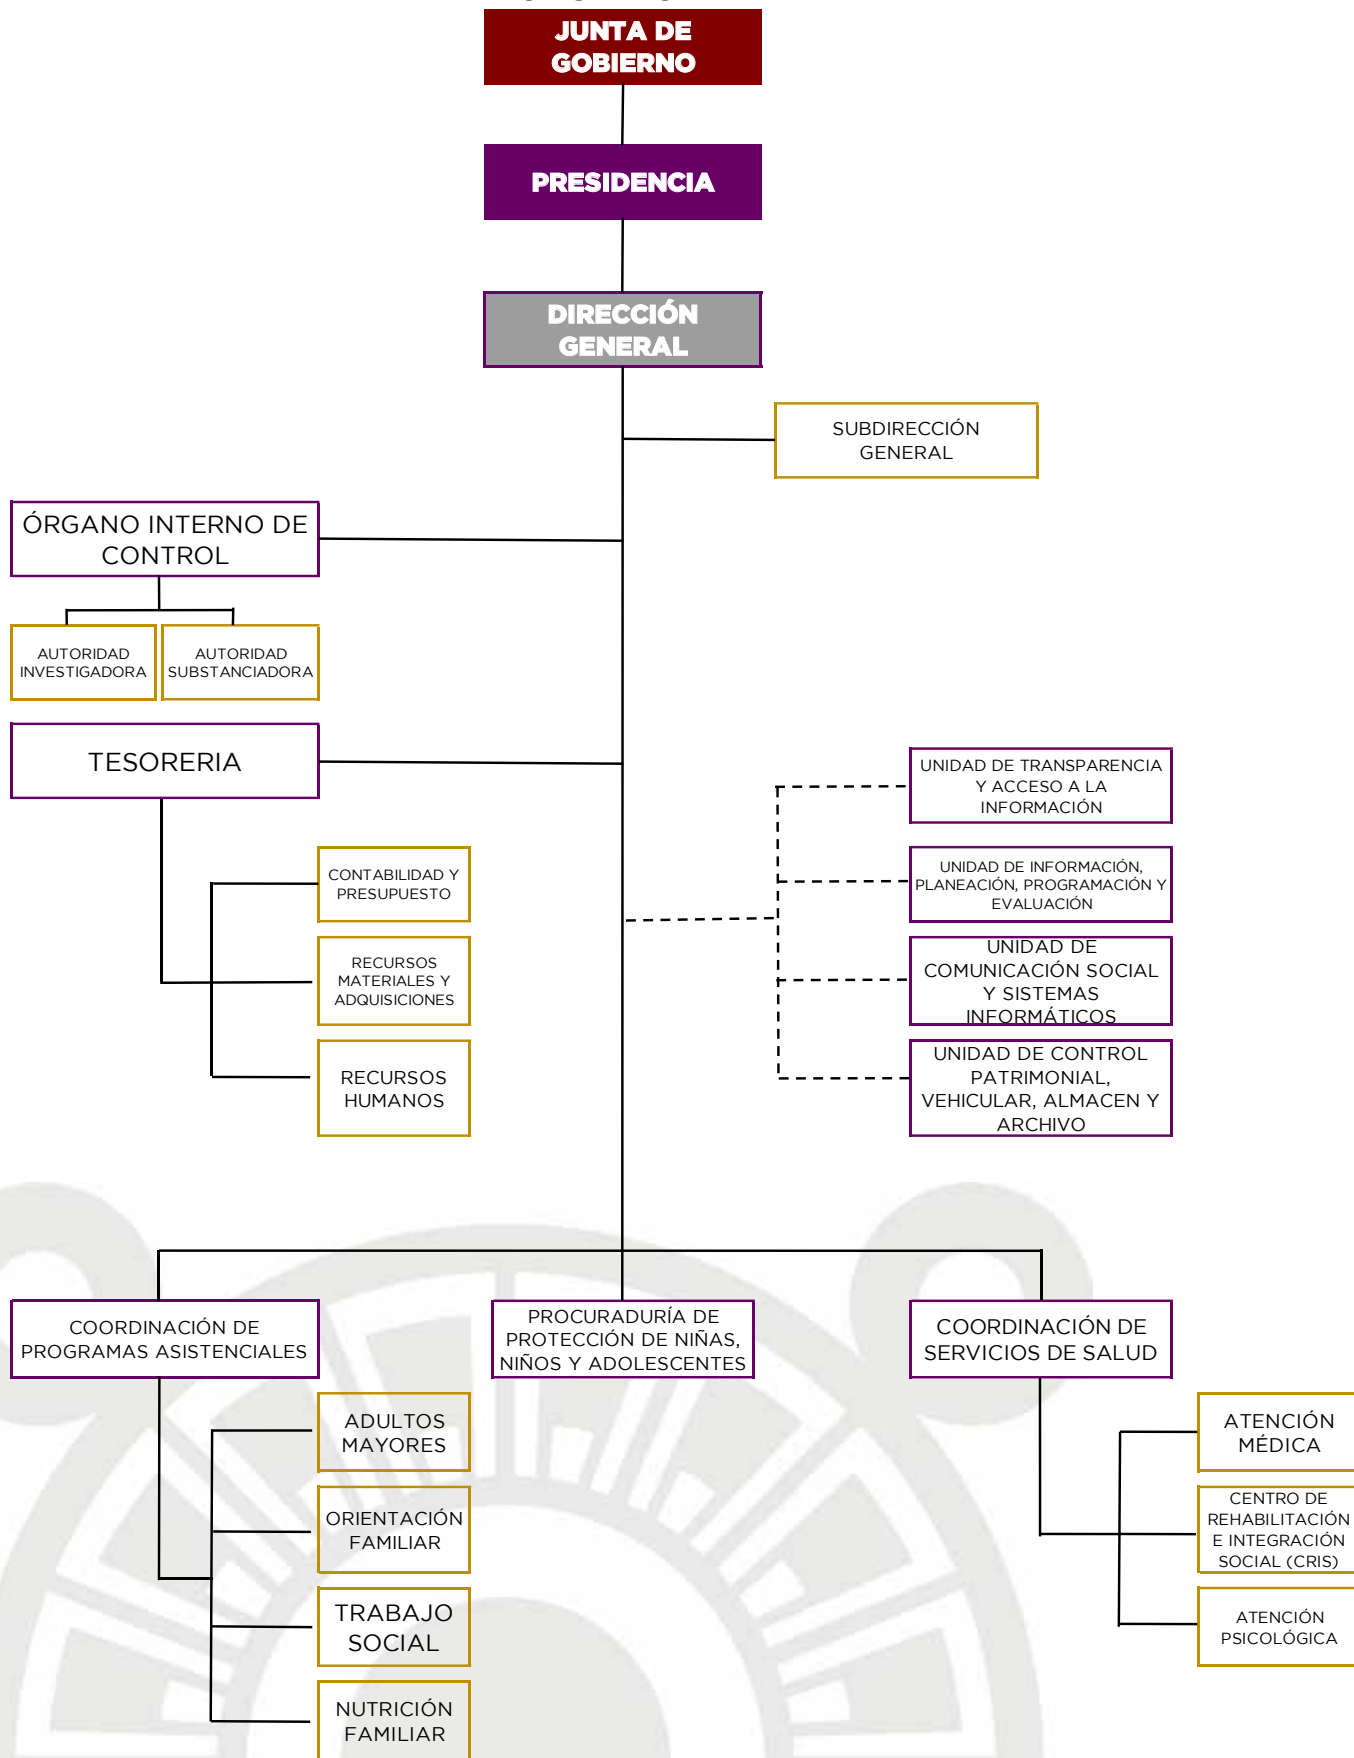 JUNTA DE
GOBIERNO
PRESIDENCIA
DIRECCIÓN
GENERAL
SUBDIRECCIÓN
GENERAL
ÓRGANO INTERNO DE
CONTROL
AUTORIDAD
INVESTIGADORA
AUTORIDAD
SUBSTANCIADORA
TESORERIA
CONTABILIDAD Y
PRESUPUESTO
RECURSOS
MATERIALES Y
ADQUISICIONES
RECURSOS
HUMANOS
UNIDAD DE TRANSPARENCIA
Y ACCESO A LA
INFORMACIÓN
UNIDAD DE INFORMACIÓN,
PLANEACIÓN, PROGRAMACIÓN Y
EVALUACIÓN
UNIDAD DE
COMUNICACIÓN SOCIAL
Y SISTEMAS
INFORMÁTICOS
UNIDAD DE CONTROL
PATRIMONIAL,
VEHICULAR, ALMACEN Y
ARCHIVO
COORDINACIÓN DE
PROGRAMAS ASISTENCIALES
PROCURADURÍA DE
PROTECCIÓN DE NIÑAS,
NIÑOS Y ADOLESCENTES
COORDINACIÓN DE
SERVICIOS DE SALUD
ADULTOS
MAYORES
ORIENTACIÓN
FAMILIAR
TRABAJO
SOCIAL
NUTRICIÓN
FAMILIAR
ATENCIÓN
MÉDICA
CENTRO DE
REHABILITACIÓN
E INTEGRACIÓN
SOCIAL (CRIS)
ATENCIÓN
PSICOLÓGICA